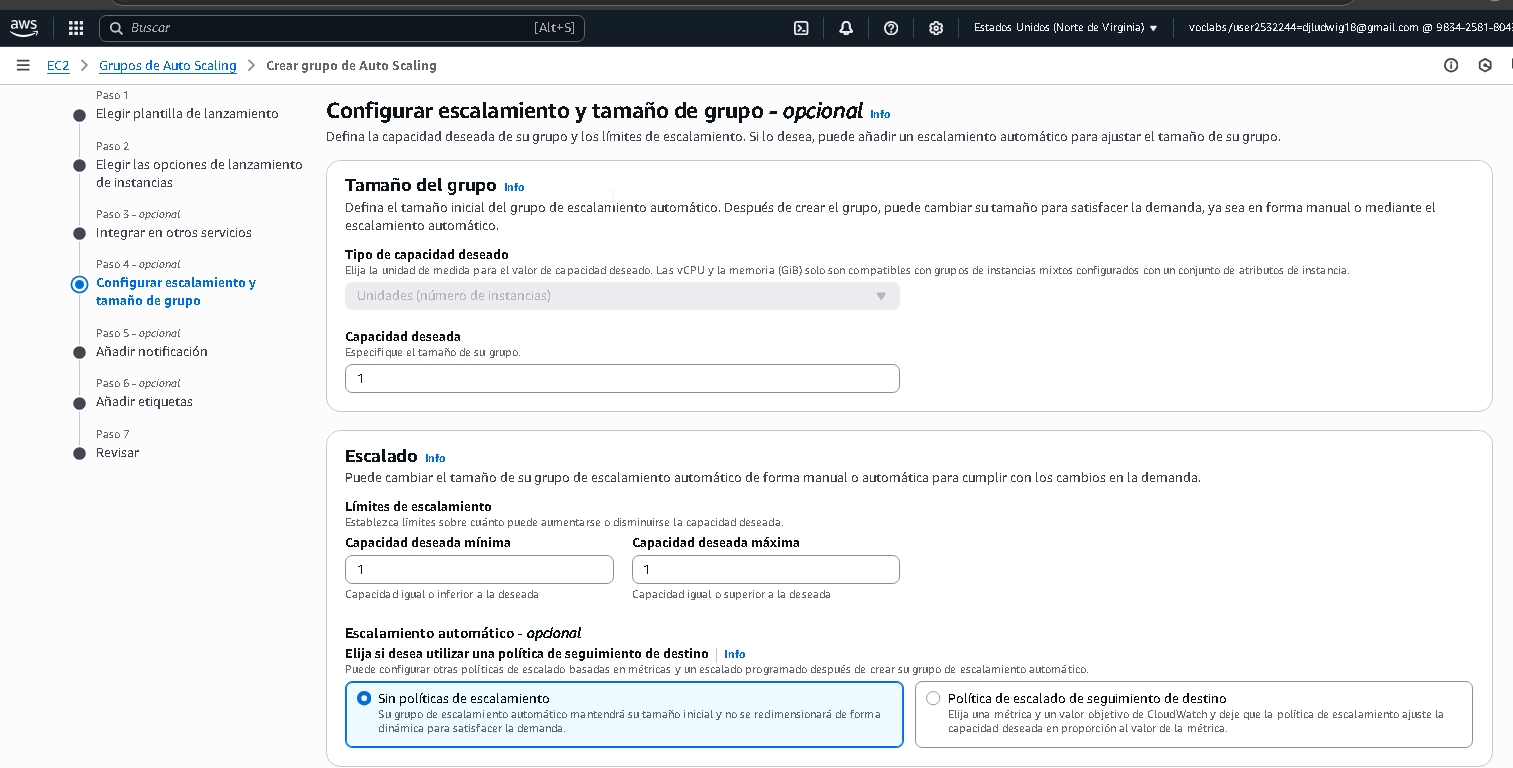 aws
Buscar
[Alt+S]
Estados Unidos (Norte de Virginia)
voclabs/user2532244=djludwig18@gmail.com @ 9834-2581-804
EC2
Grupos de Auto Scaling
Crear grupo de Auto Scaling
Paso 1
Elegir plantilla de lanzamiento
Paso 2
Elegir las opciones de lanzamiento
de instancias
Paso 3 - opcional
Integrar en otros servicios
Paso 4 - opcional
Configurar escalamiento y
tamaño de grupo
Paso 5 - opcional
Añadir notificación
Paso 6 - opcional
Añadir etiquetas
Paso 7
Revisar
Configurar escalamiento y tamaño de grupo - opcional Info
Defina la capacidad deseada de su grupo y los límites de escalamiento. Si lo desea, puede añadir un escalamiento automático para ajustar el tamaño de su grupo.
Tamaño del grupo Info
Defina el tamaño inicial del grupo de escalamiento automático. Después de crear el grupo, puede cambiar su tamaño para satisfacer la demanda, ya sea en forma manual o mediante el
escalamiento automático.
Tipo de capacidad deseado
Elija la unidad de medida para el valor de capacidad deseado. Las vCPU y la memoria (GiB) solo son compatibles con grupos de instancias mixtos configurados con un conjunto de atributos de instancia.
Unidades (número de instancias)
Capacidad deseada
Especifique el tamaño de su grupo.
1
Escalado Info
Puede cambiar el tamaño de su grupo de escalamiento automático de forma manual o automática para cumplir con los cambios en la demanda.
Límites de escalamiento
Establezca límites sobre cuánto puede aumentarse o disminuirse la capacidad deseada.
Capacidad deseada mínima
1
Capacidad igual o inferior a la deseada
Capacidad deseada máxima
1
Capacidad igual o superior a la deseada
Escalamiento automático - opcional
Elija si desea utilizar una política de seguimiento de destino Info
Puede configurar otras políticas de escalado basadas en métricas y un escalado programado después de crear su grupo de escalamiento automático.
Sin políticas de escalamiento
Su grupo de escalamiento automático mantendrá su tamaño inicial y no se redimensionará de forma
dinámica para satisfacer la demanda.
Política de escalado de seguimiento de destino
Elija una métrica y un valor objetivo de CloudWatch y deje que la política de escalamiento ajuste la
capacidad deseada en proporción al valor de la métrica.